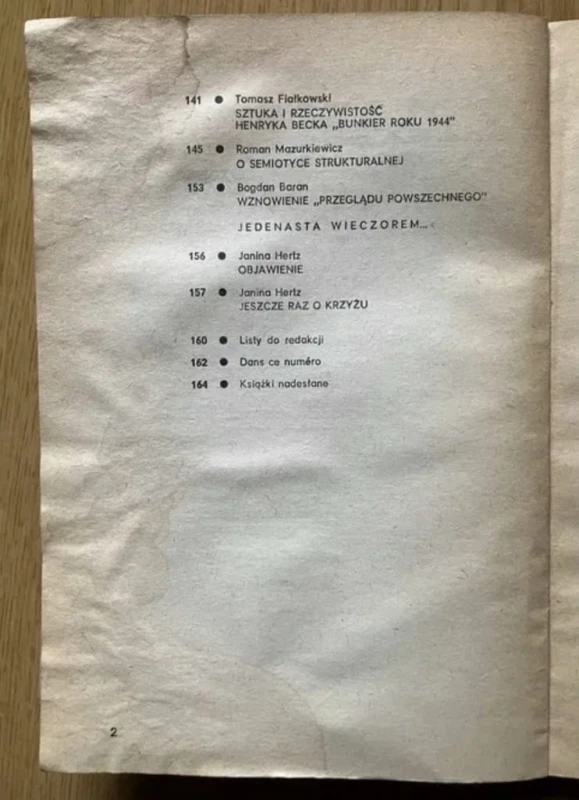 141 ● Tomasz Fiałkowski
SZTUKA I RZECZYWISTOŚĆ
HENRYKA BECKA „BUNKIER ROKU 1944"
145 ● Roman Mazurkiewicz
O SEMIOTYCE STRUKTURALNEJ
153 ● Bogdan Baran
WZNOWIENIE „PRZEGLĄDU POWSZECHNEGO"
JEDENASTA WIECZOREM...
156 ● Janina Hertz
OBJAWIENIE
157 ● Janina Hertz
JESZCZE RAZ O KRZYŻU
160 ● Listy do redakcji
162 ● Dans ce numéro
164 ● Książki nadesłane
2